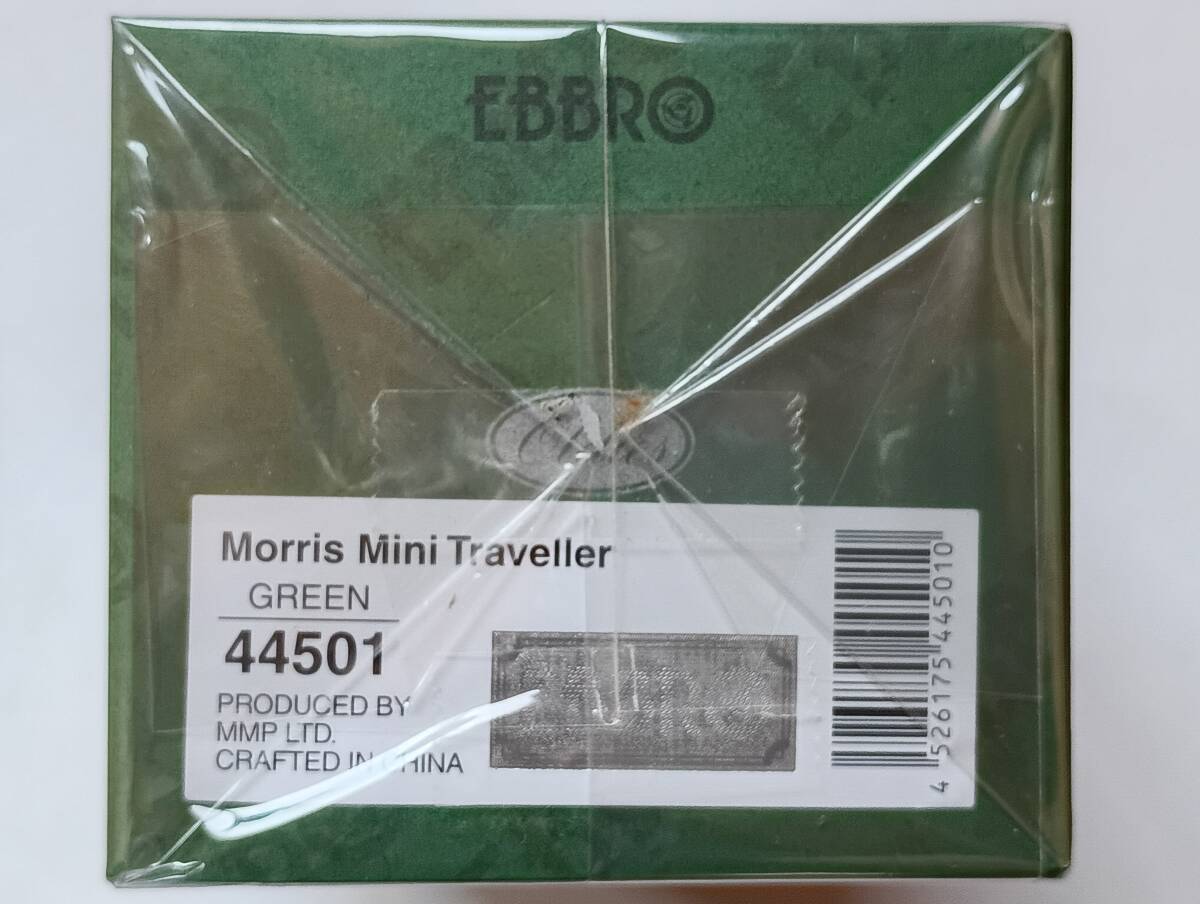 EBBRO
Morris Mini Traveller
GREEN
44501
PRODUCED BY
MMP LTD.
CRAFTED IN CHINA
4 526175 445010